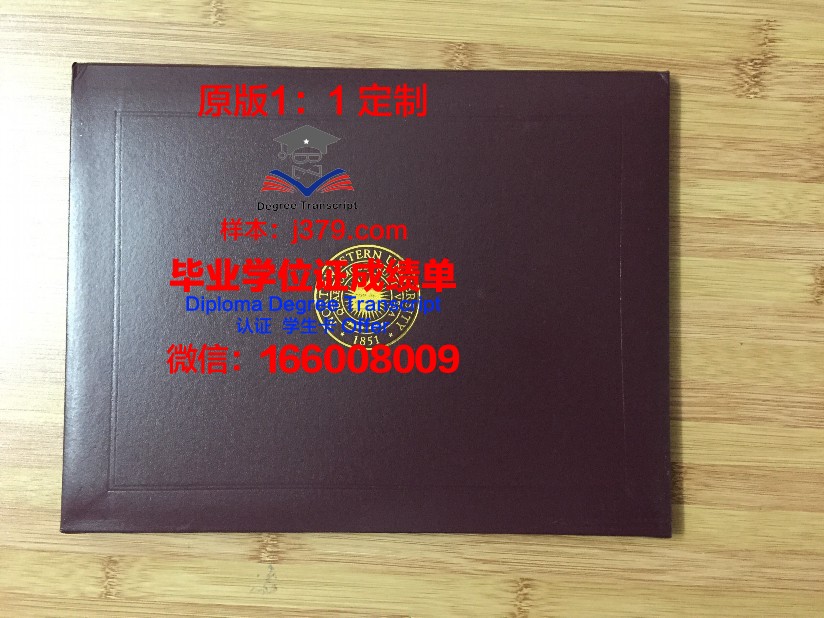 原版1：1 定制
Degree Transcript
样本：j379.com
毕业学位证成绩单
Diploma Degree Transcript
认证 学生卡 Offer
微信：166008009
1851